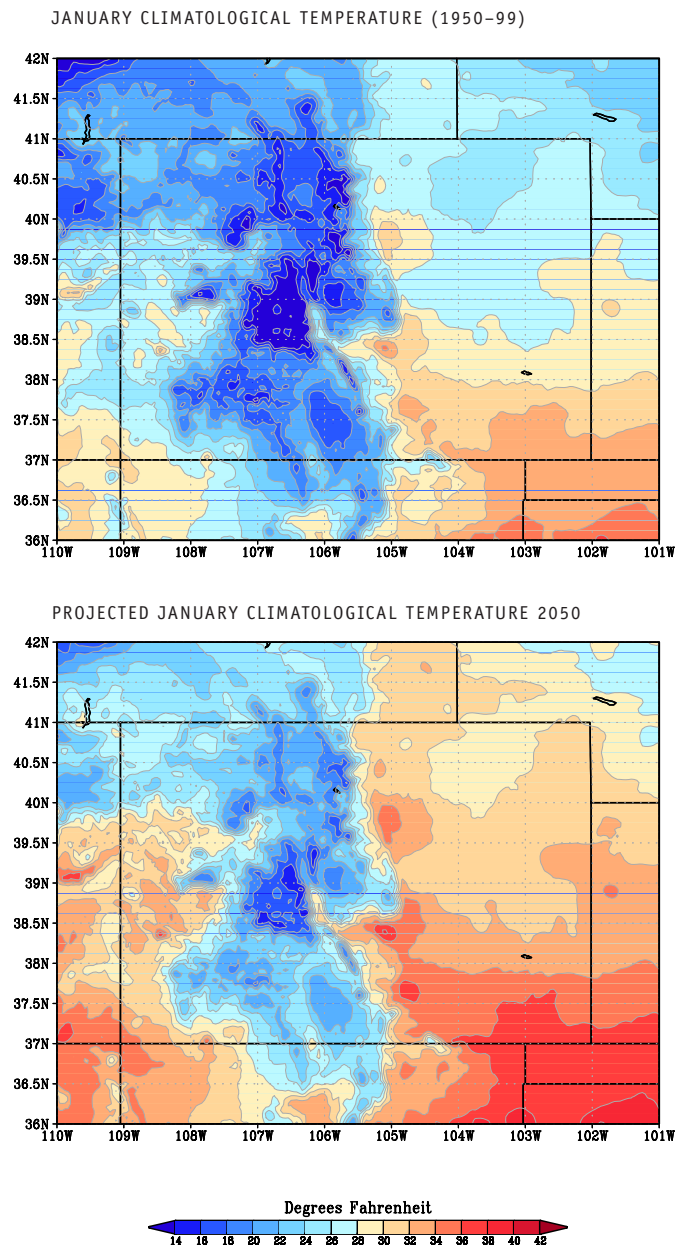 JANUARY CLIMATOLOGICAL TEMPERATURE (1950–99)
42N
41.5N
41N
40.5N
40N
39.5N
39N
38.5N
38N
37.5N
37N
36.5N
36N
110W 109W 108W 107W 106W 105W 104W 103W 102W 101W
PROJECTED JANUARY CLIMATOLOGICAL TEMPERATURE 2050
42N
41.5N
41N
40.5N
40N
39.5N
39N
38.5N
38N
37.5N
37N
36.5N
36N
110W 109W 108W 107W 106W 105W 104W 103W 102W 101W
Degrees Fahrenheit
14 16 18 20 22 24 26 28 30 32 34 36 38 40 42